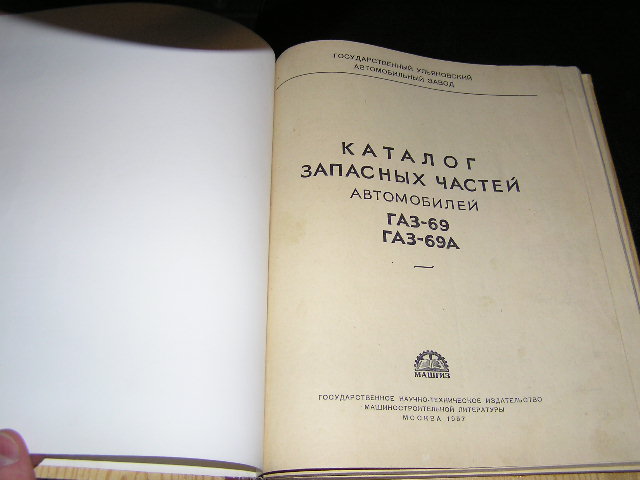 ГОСУДАРСТВЕННЫЙ УЛЬЯНОВСКИЙ
АВТОМОБИЛЬНЫЙ ЗАВОД
КАТАЛОГ
ЗАПАСНЫХ ЧАСТЕЙ
АВТОМОБИЛЕЙ
ГАЗ-69
ГАЗ-69А
МАШГИЗ
ГОСУДАРСТВЕННОЕ НАУЧНО-ТЕХНИЧЕСКОЕ ИЗДАТЕЛЬСТВО
МАШИНОСТРОИТЕЛЬНОЙ ЛИТЕРАТУРЫ
МОСКВА 1957